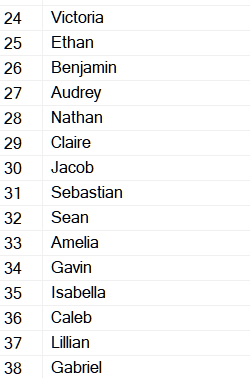 24 Victoria
25 Ethan
26 Benjamin
27 Audrey
28 Nathan
29 Claire
30 Jacob
31 Sebastian
32 Sean
33 Amelia
34 Gavin
35 Isabella
36 Caleb
37 Lillian
38 Gabriel